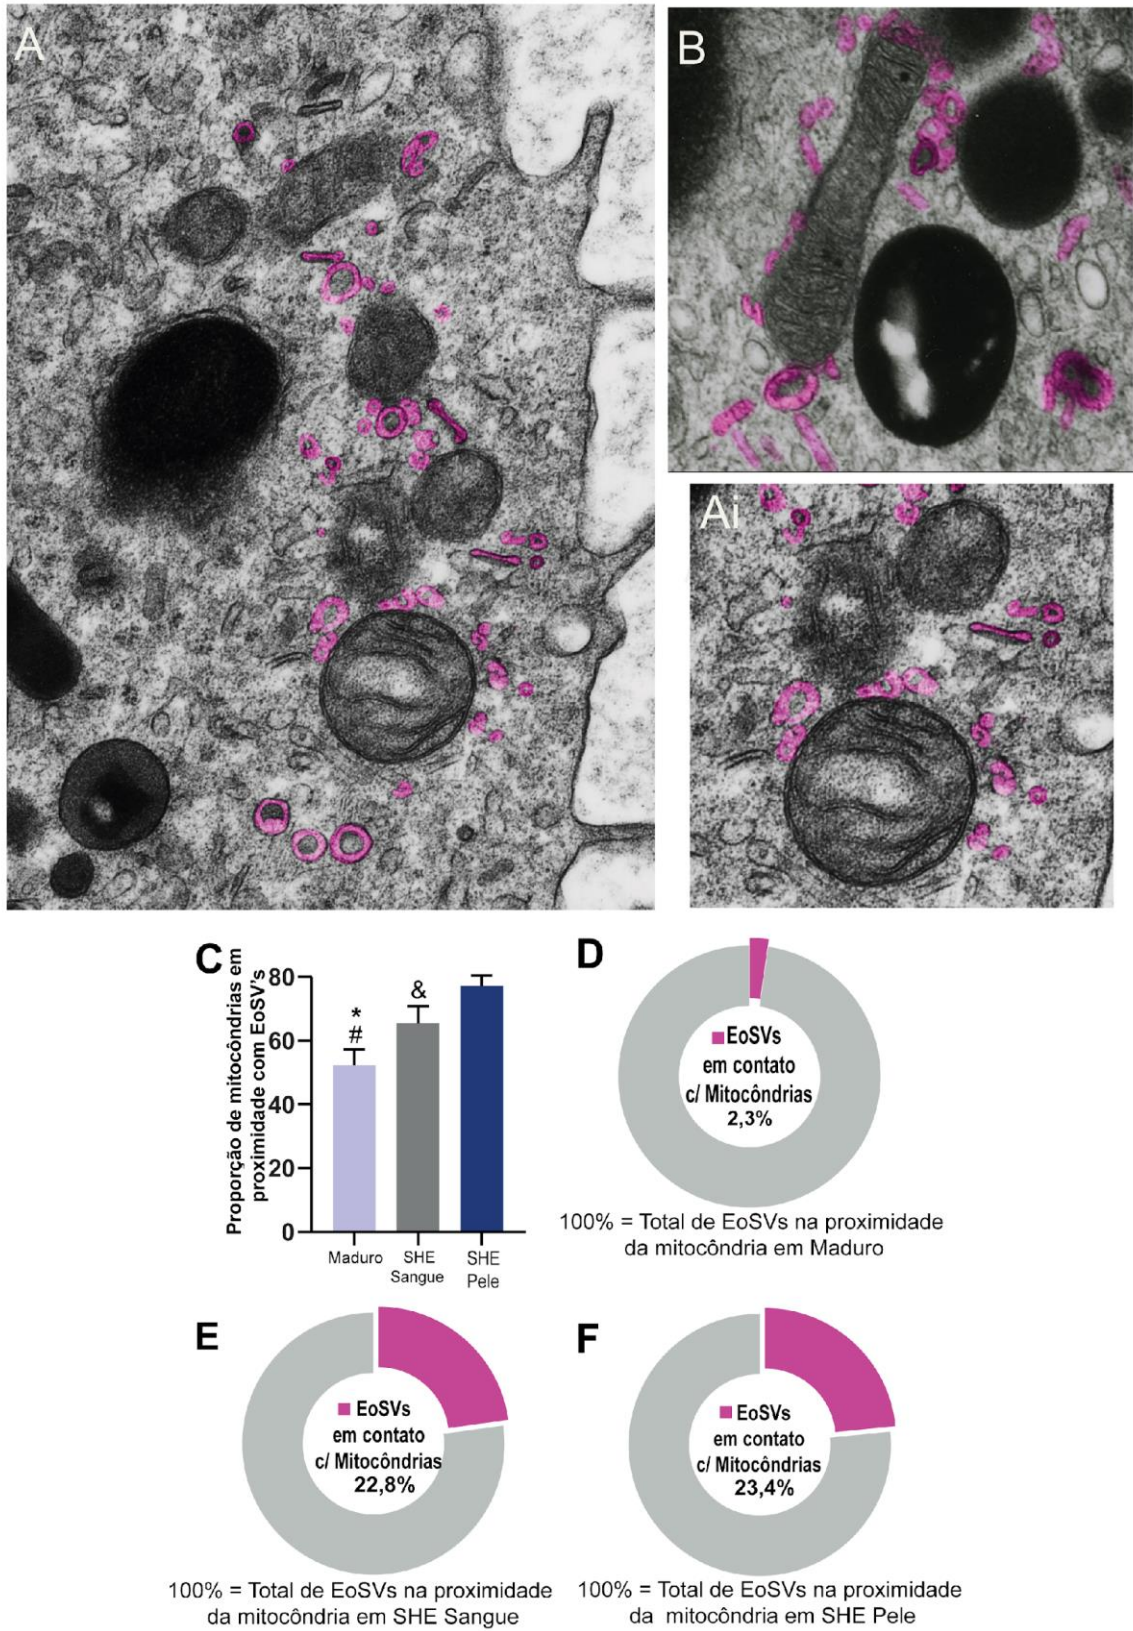 A
B
Ai
C
Proporção de mitocôndrias em
proximidade com EoSV's
80
60
40
20
0
*
#
&
Maduro
SHE
Sangue
SHE
Pele
D
EoSVs
em contato
c/ Mitocôndrias
2,3%
100% = Total de EoSVs na proximidade
da mitocôndria em Maduro
E
EoSVs
em contato
c/ Mitocôndrias
22,8%
100% = Total de EoSVs na proximidade
da mitocôndria em SHE Sangue
F
EoSVs
em contato
c/ Mitocôndrias
23,4%
100% = Total de EoSVs na proximidade
da mitocôndria em SHE Pele